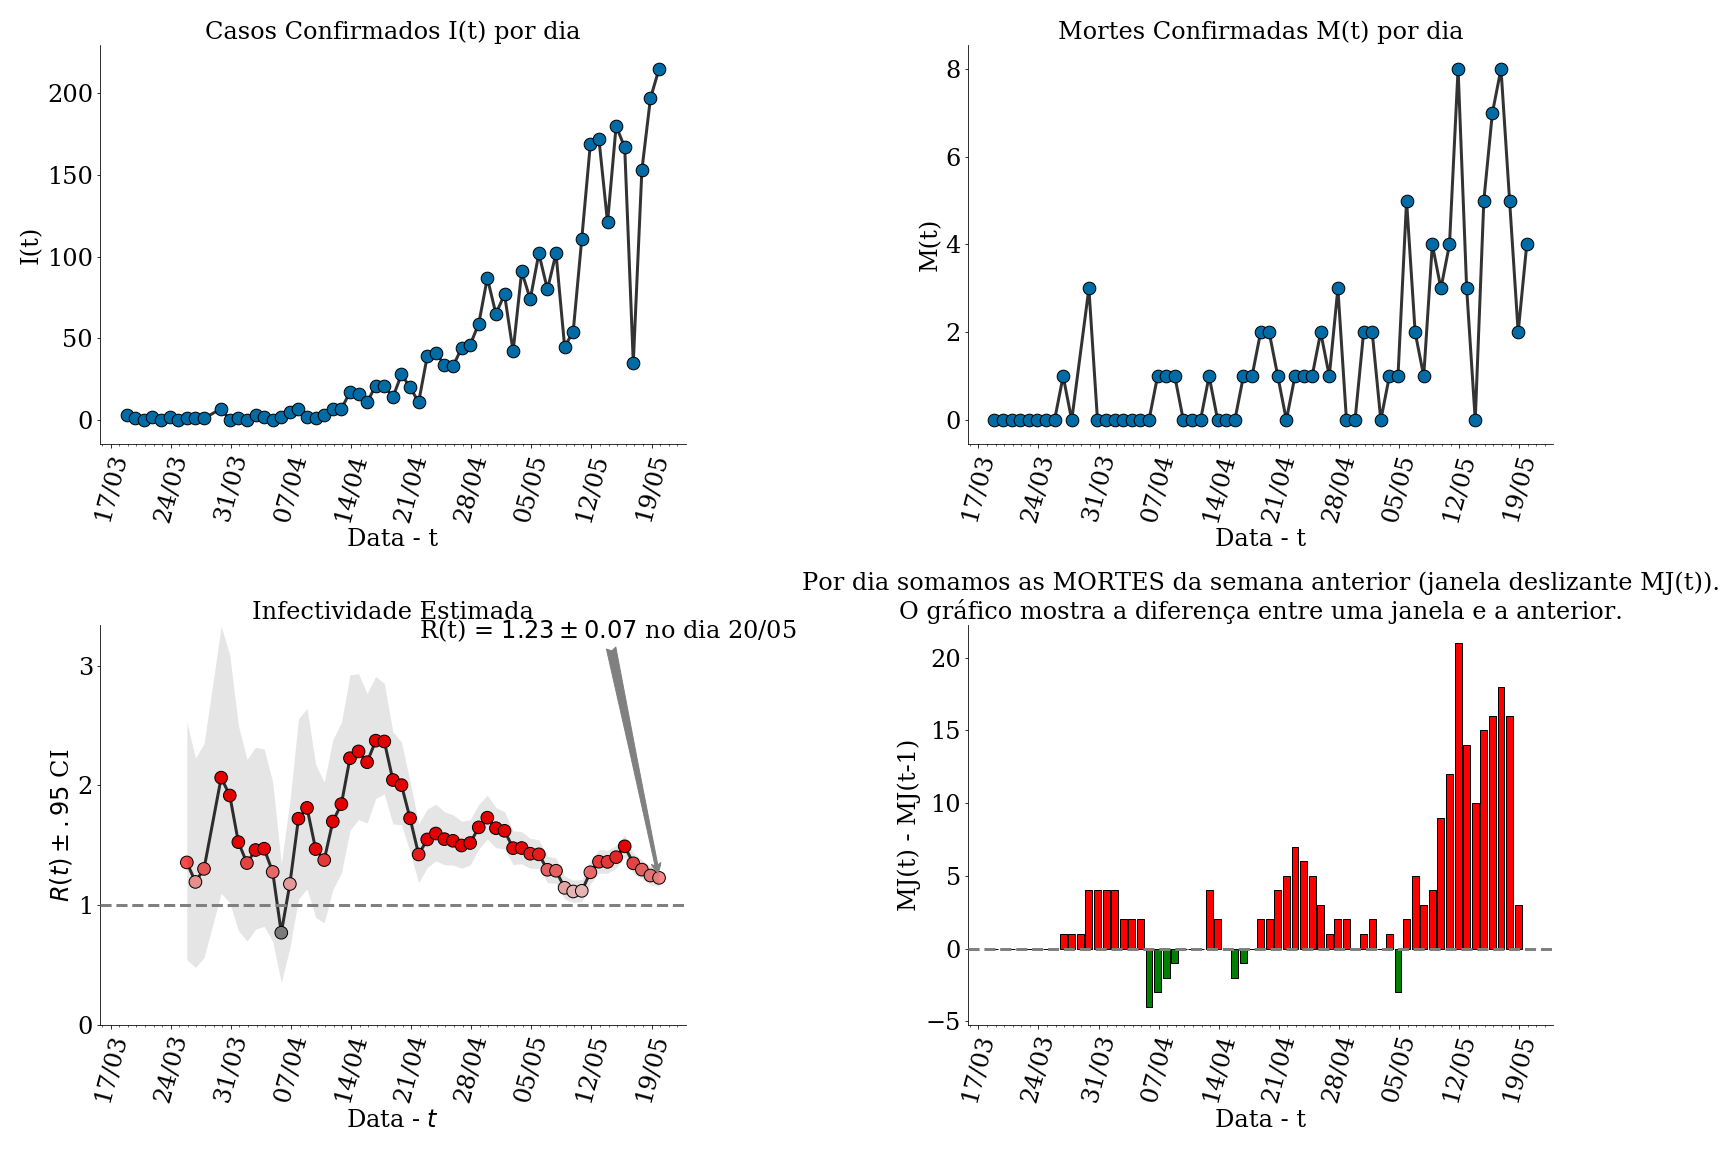 Casos Confirmados I(t) por dia
I(t)
200
150
100
50
0
17/03 24/03 31/03 07/04 14/04 21/04 28/04 05/05 12/05 19/05
Data - t
Mortes Confirmadas M(t) por dia
M(t)
8
6
4
2
0
17/03 24/03 31/03 07/04 14/04 21/04 28/04 05/05 12/05 19/05
Data - t
Infectividade Estimada
R(t) = 1.23 ± 0.07 no dia 20/05
R(t) ± .95 CI
3
2
1
0
17/03 24/03 31/03 07/04 14/04 21/04 28/04 05/05 12/05 19/05
Data - t
Por dia somamos as MORTES da semana anterior (janela deslizante MJ(t)).
O gráfico mostra a diferença entre uma janela e a anterior.
MJ(t) - MJ(t-1)
20
15
10
5
0
−5
17/03 24/03 31/03 07/04 14/04 21/04 28/04 05/05 12/05 19/05
Data - t